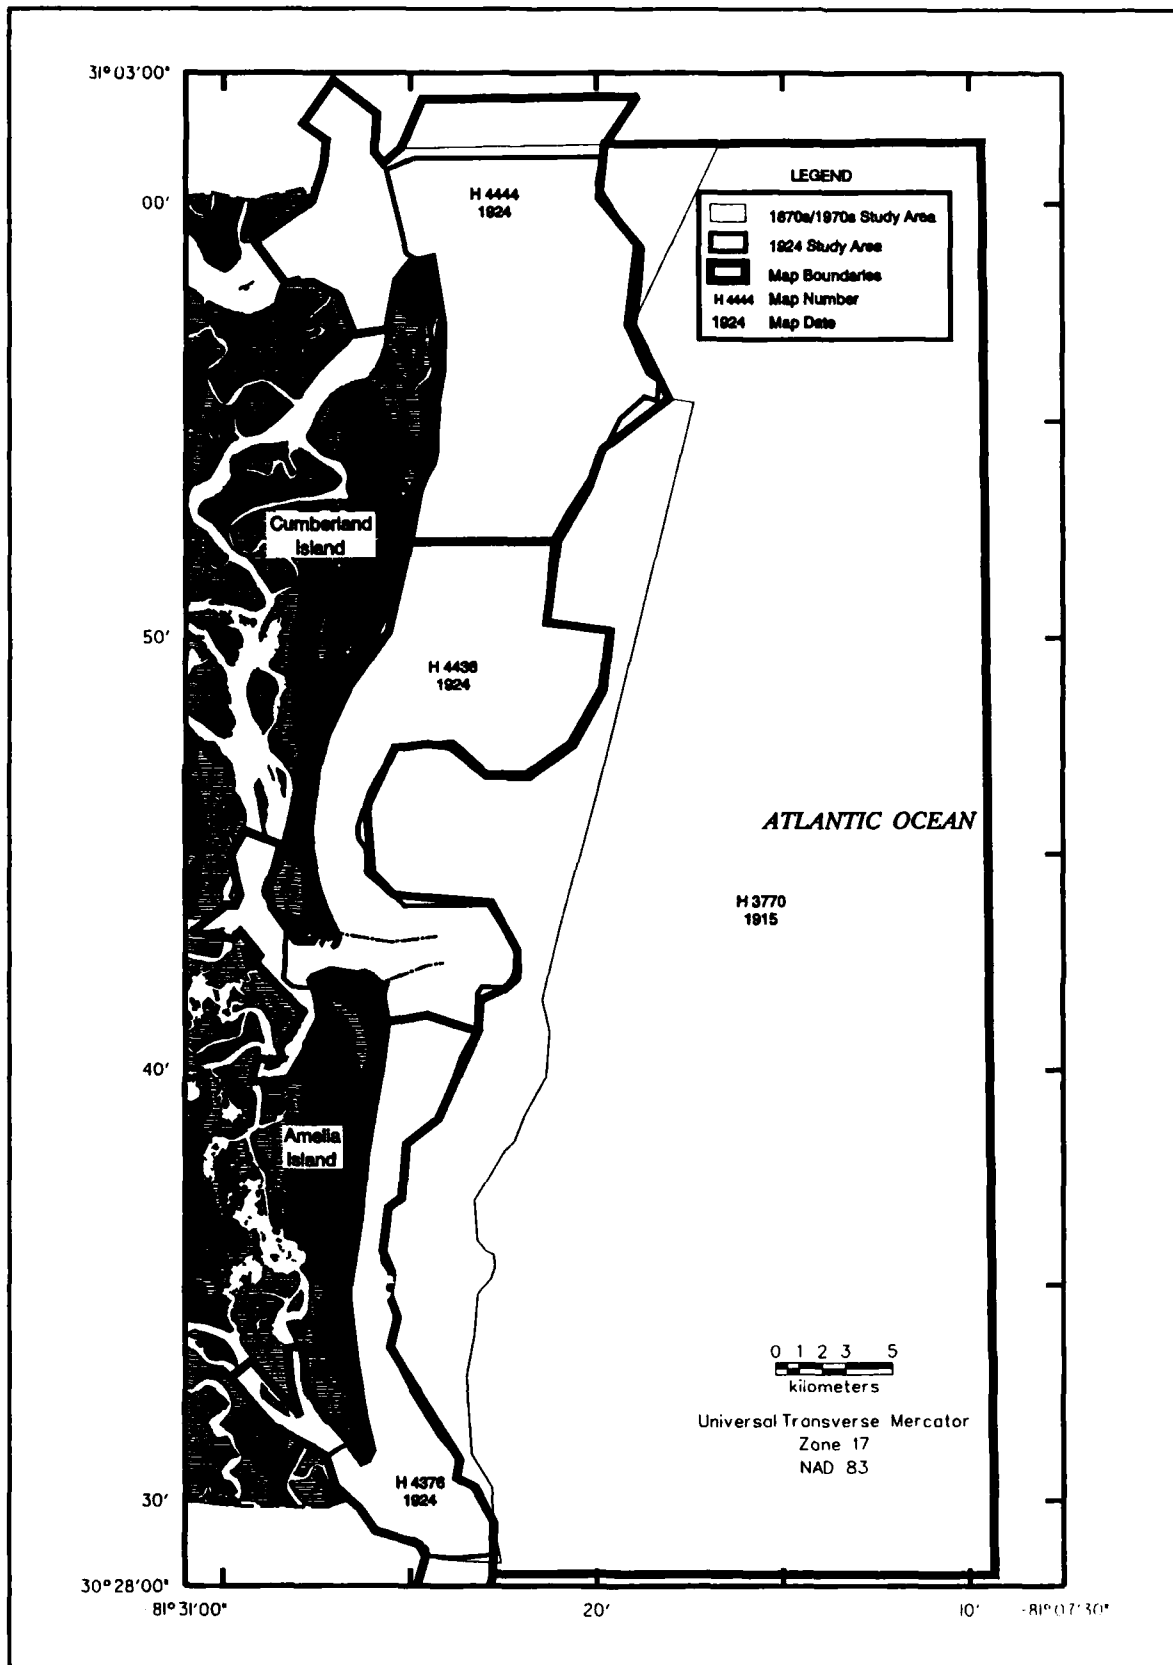 31°03'00"
00'
50'
40'
30'
30°28'00"
-81°31'00"
20'
10'
-81°07'30"
H 4444
1924
LEGEND
1870s/1970s Study Area
1924 Study Area
Map Boundaries
H 4444 Map Number
1924 Map Date
Cumberland
Island
H 4436
1924
ATLANTIC OCEAN
H 3770
1915
Amelia
Island
0 1 2 3 5
kilometers
Universal Transverse Mercator
Zone 17
NAD 83
H 4376
1924